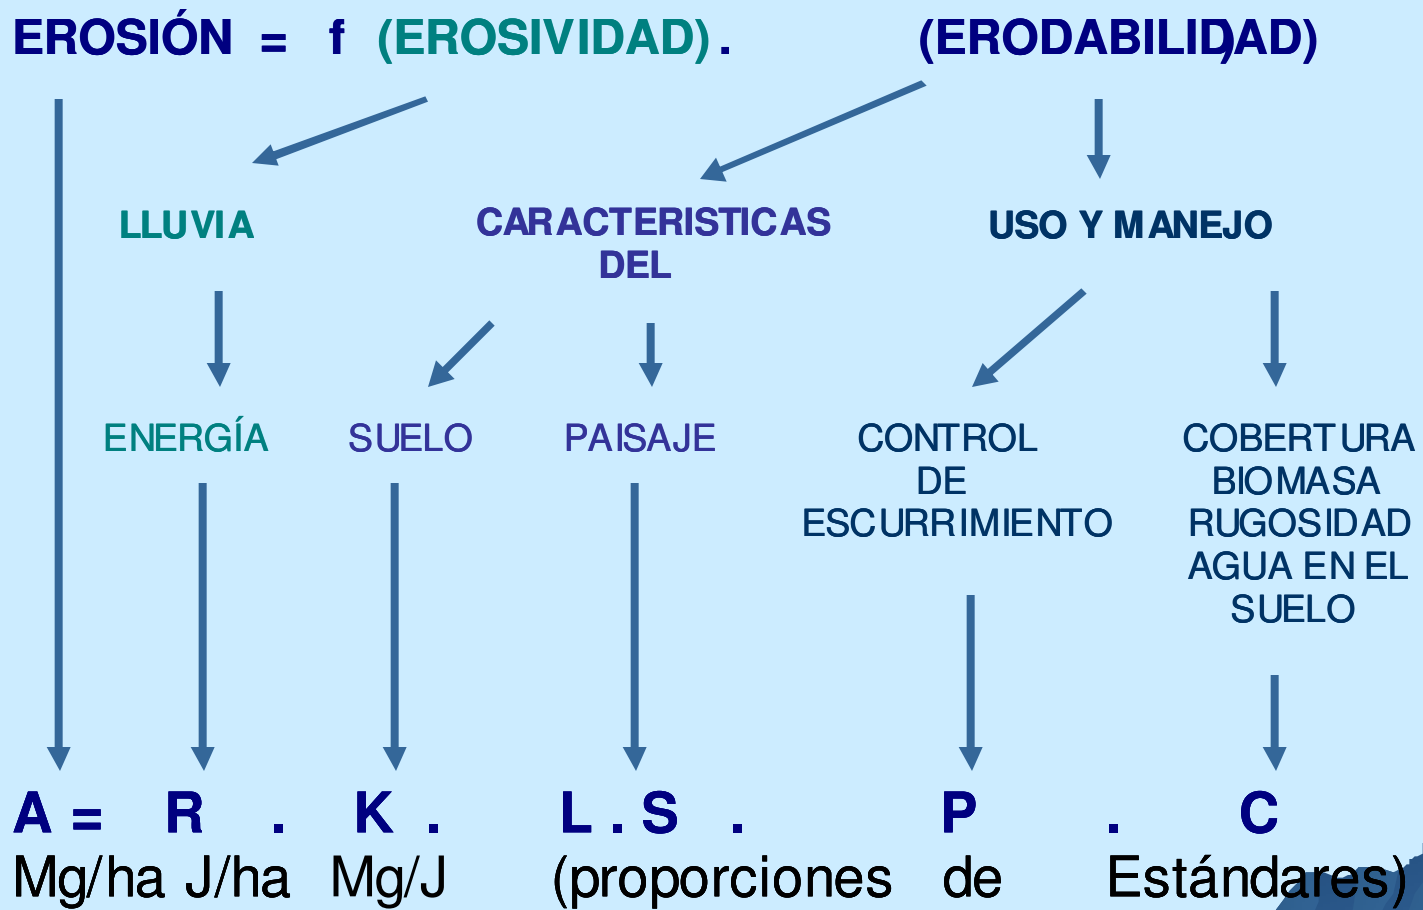 EROSIÓN = f (EROSIVIDAD). (ERODABILIDAD)
LLUVIA
CARACTERISTICAS
DEL
USO Y MANEJO
ENERGÍA
SUELO
PAISAJE
CONTROL
DE
ESCURRIMIENTO
COBERTURA
BIOMASA
RUGOSIDAD
AGUA EN EL
SUELO
A = R . K . L . S . P . C
Mg/ha J/ha Mg/J (proporciones de Estándares)